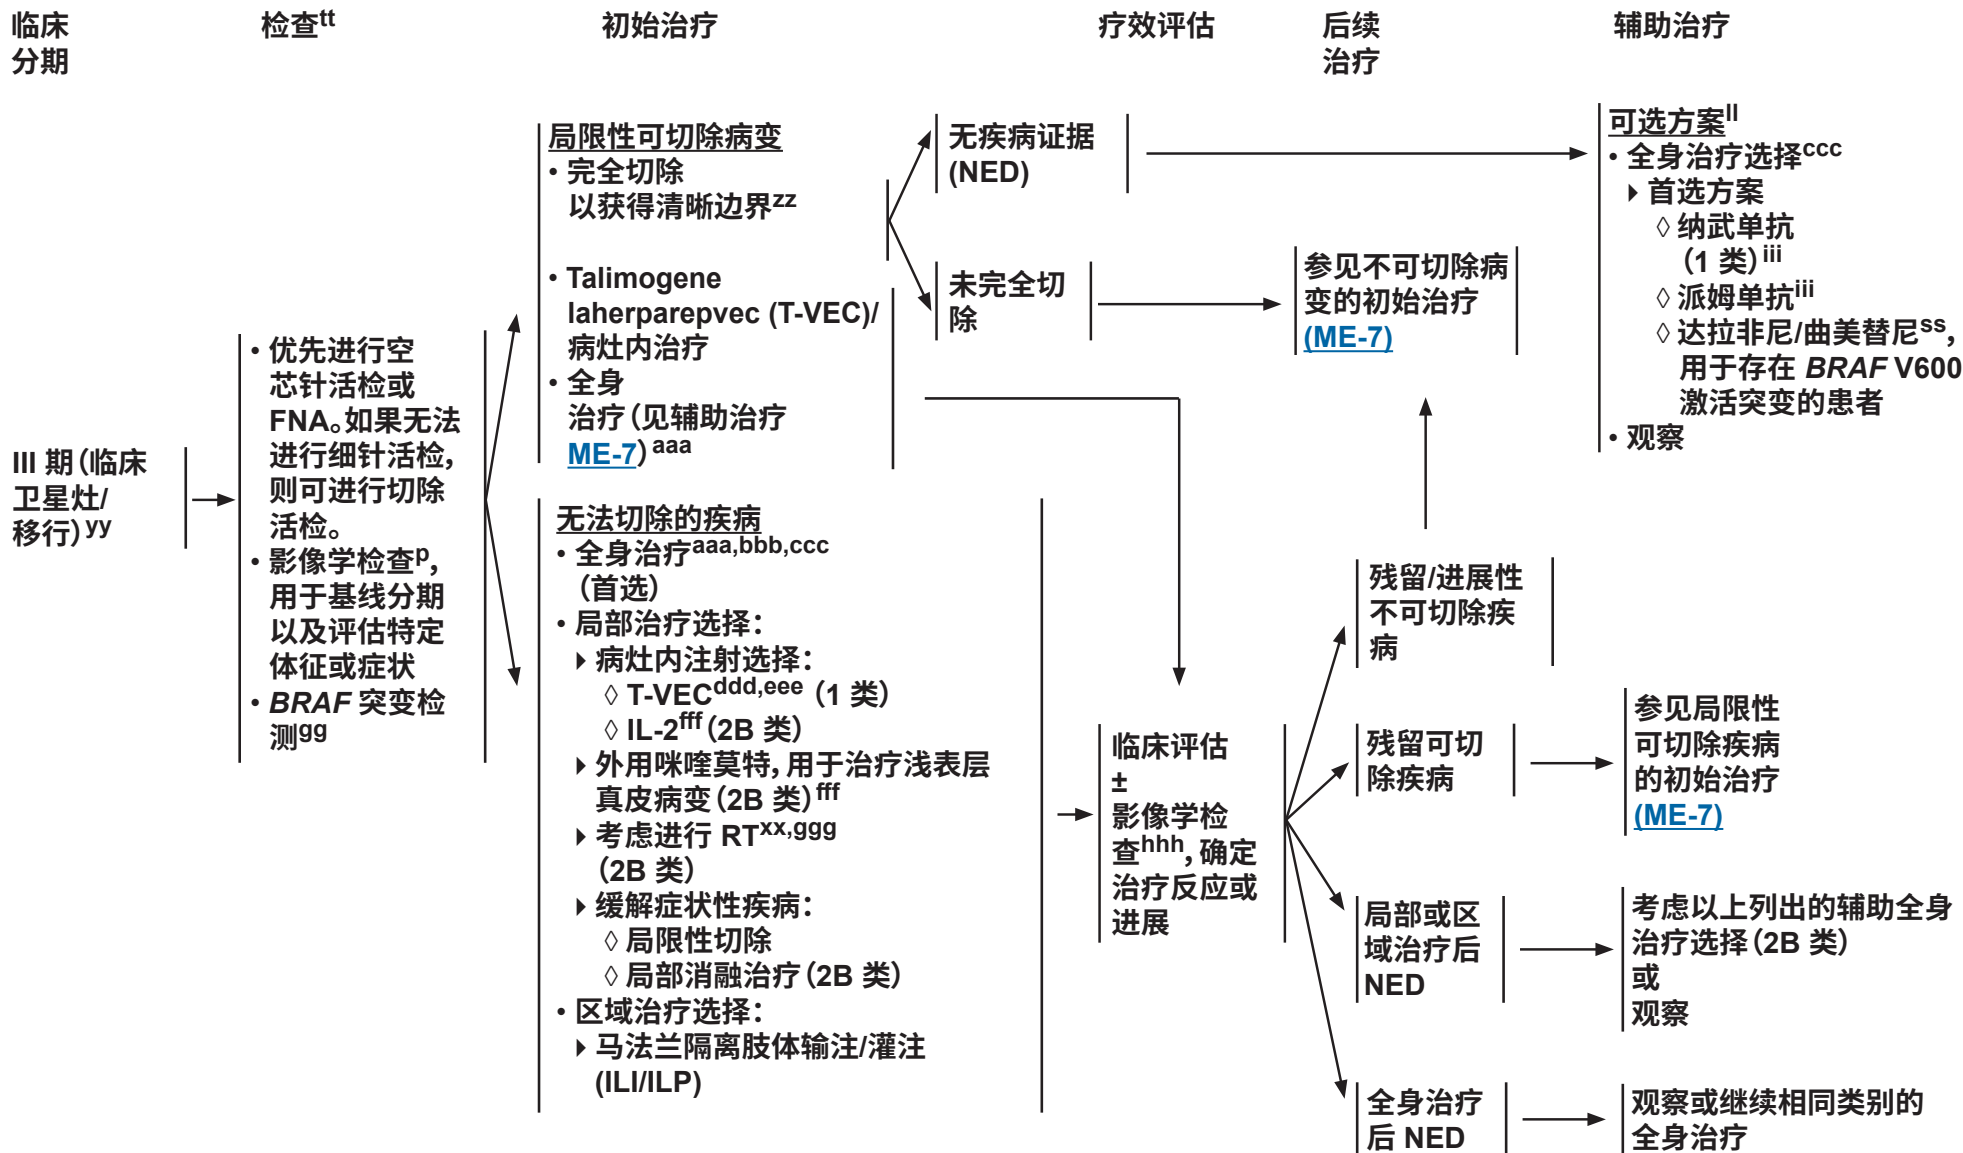 临床
分期
检查tt
初始治疗
疗效评估
后续
治疗
辅助治疗
III 期（临床
卫星灶/
移行）yy
• 优先进行空
芯针活检或
FNA。如果无法
进行细针活检，
则可进行切除
活检。
• 影像学检查p，
用于基线分期
以及评估特定
体征或症状
• BRAF 突变检
测gg
局限性可切除病变
• 完全切除
以获得清晰边界zz
• Talimogene
laherparepvec (T-VEC)/
病灶内治疗
• 全身
治疗（见辅助治疗
ME-7）aaa
无法切除的疾病
• 全身治疗aaa,bbb,ccc
（首选）
• 局部治疗选择：
病灶内注射选择：
◊ T-VECddd,eee（1 类）
◊ IL-2fff（2B 类）
外用咪喹莫特，用于治疗浅表层
真皮病变（2B 类）fff
考虑进行 RTxx,ggg
（2B 类）
缓解症状性疾病：
◊ 局限性切除
◊ 局部消融治疗（2B 类）
• 区域治疗选择：
马法兰隔离肢体输注/灌注
(ILI/ILP)
无疾病证据
(NED)
未完全切
除
参见不可切除病
变的初始治疗
(ME-7)
可选方案ll
• 全身治疗选择ccc
首选方案
◊ 纳武单抗
（1 类）iii
◊ 派姆单抗iii
◊ 达拉非尼/曲美替尼ss，
用于存在 BRAF V600
激活突变的患者
• 观察
临床评估
±
影像学检
查hhh，确定
治疗反应或
进展
残留/进展性
不可切除疾
病
残留可切
除疾病
参见局限性
可切除疾病
的初始治疗
(ME-7)
局部或区
域治疗后
NED
考虑以上列出的辅助全身
治疗选择（2B 类）
或
观察
全身治疗
后 NED
观察或继续相同类别的
全身治疗